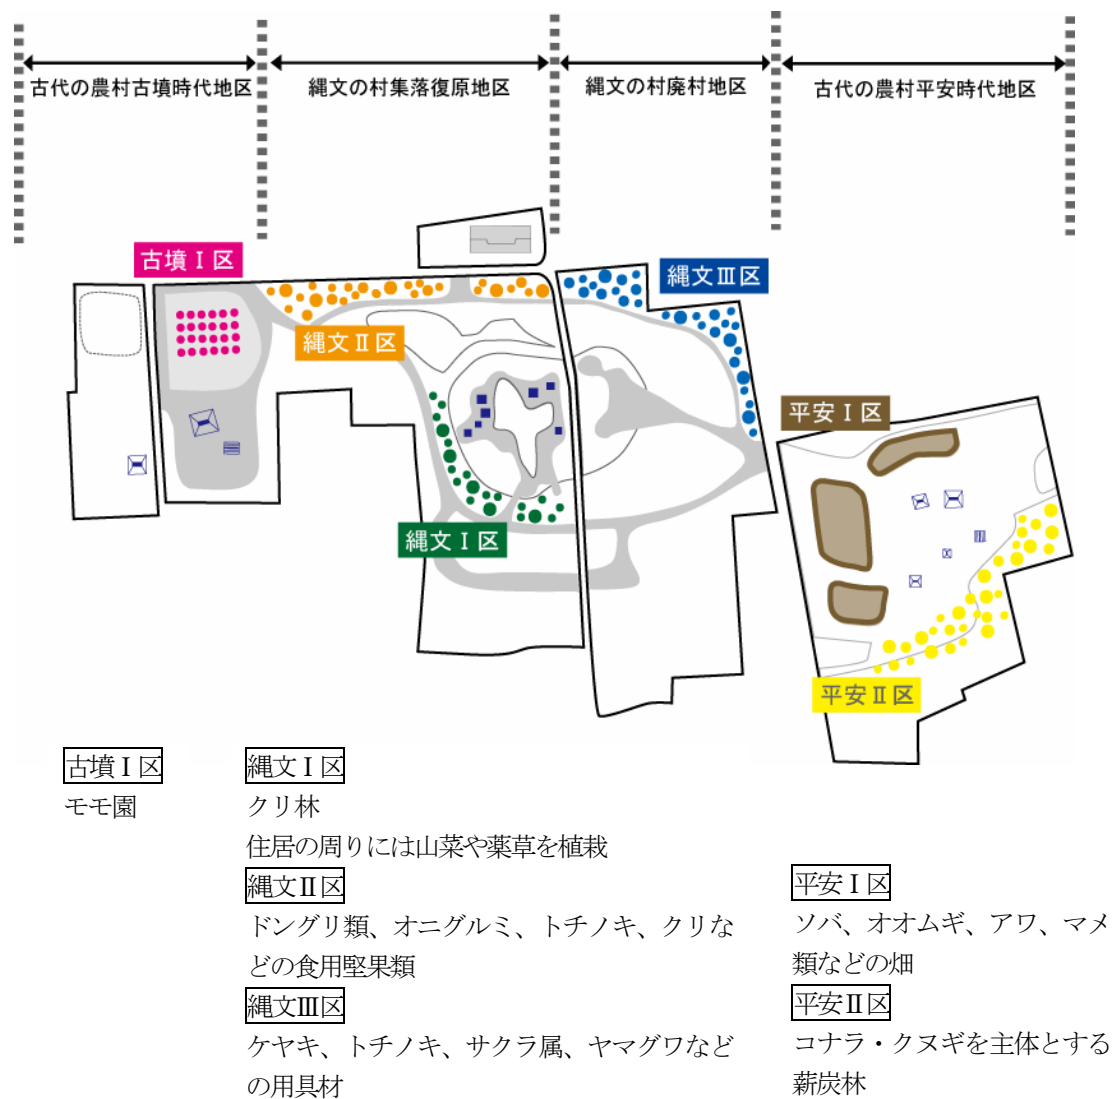 古代の農村古墳時代地区
縄文の村集落復原地区
縄文の村廃村地区
古代の農村平安時代地区
古墳Ⅰ区
縄文Ⅲ区
縄文Ⅱ区
平安Ⅰ区
縄文Ⅰ区
平安Ⅱ区
古墳Ⅰ区
モモ園
縄文Ⅰ区
クリ林
住居の周りには山菜や薬草を植栽
縄文Ⅱ区
ドングリ類、オニグルミ、トチノキ、クリな
どの食用堅果類
縄文Ⅲ区
ケヤキ、トチノキ、サクラ属、ヤマグワなど
の用具材
平安Ⅰ区
ソバ、オオムギ、アワ、マメ
類などの畑
平安Ⅱ区
コナラ・クヌギを主体とする
薪炭林